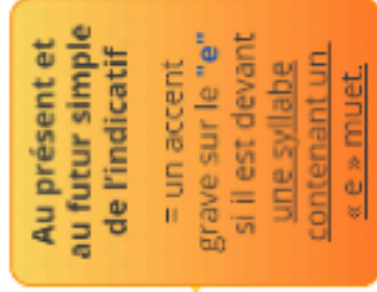 Au présent et
au futur simple
de l'indicatif
= un accent
grave sur le "e"
si il est devant
une syllabe
contenant un
« e » muet.